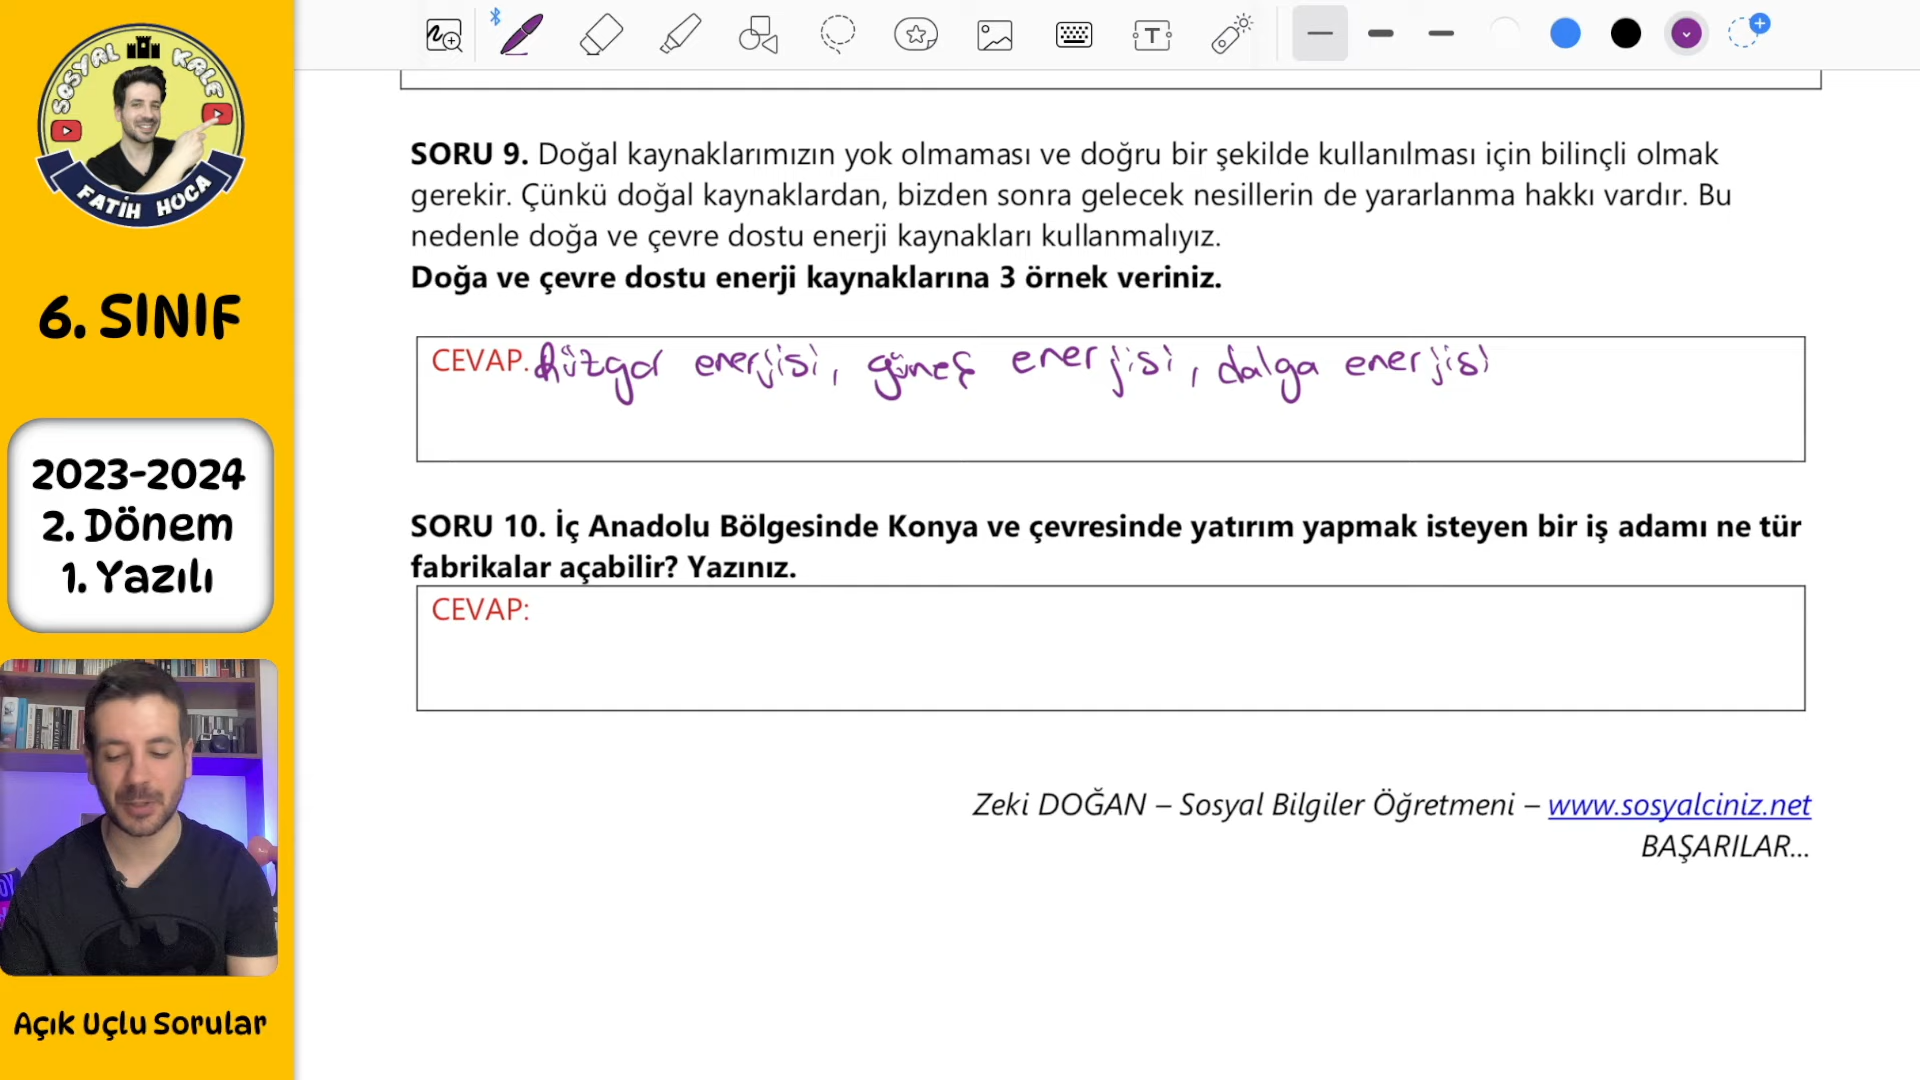 SOSYAL KALE
FATİH HOCA
6. SINIF
2023-2024
2. Dönem
1. Yazılı
Açık Uçlu Sorular
SORU 9. Doğal kaynaklarımızın yok olmaması ve doğru bir şekilde kullanılması için bilinçli olmak
gerekir. Çünkü doğal kaynaklardan, bizden sonra gelecek nesillerin de yararlanma hakkı vardır. Bu
nedenle doğa ve çevre dostu enerji kaynakları kullanmalıyız.
Doğa ve çevre dostu enerji kaynaklarına 3 örnek veriniz.
CEVAP. Rüzgar enerjisi, güneş enerjisi, dalga enerjisi
SORU 10. İç Anadolu Bölgesinde Konya ve çevresinde yatırım yapmak isteyen bir iş adamı ne tür
fabrikalar açabilir? Yazınız.
CEVAP:
Zeki DOĞAN – Sosyal Bilgiler Öğretmeni – www.sosyalciniz.net
BAŞARILAR...